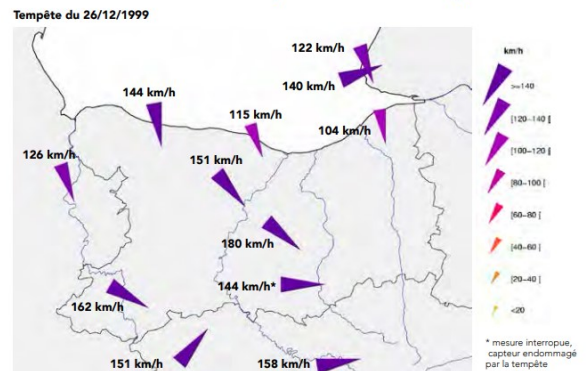 Tempête du 26/12/1999
122 km/h
140 km/h
144 km/h
115 km/h
104 km/h
126 km/h
151 km/h
180 km/h
144 km/h*
162 km/h
151 km/h
158 km/h
km/h
>=140
[120-140 [
[100-120 [
[80-100 [
[60-80 [
[40-60 [
[20-40 [
<20
* mesure interropue,
capteur endommagé
par la tempête